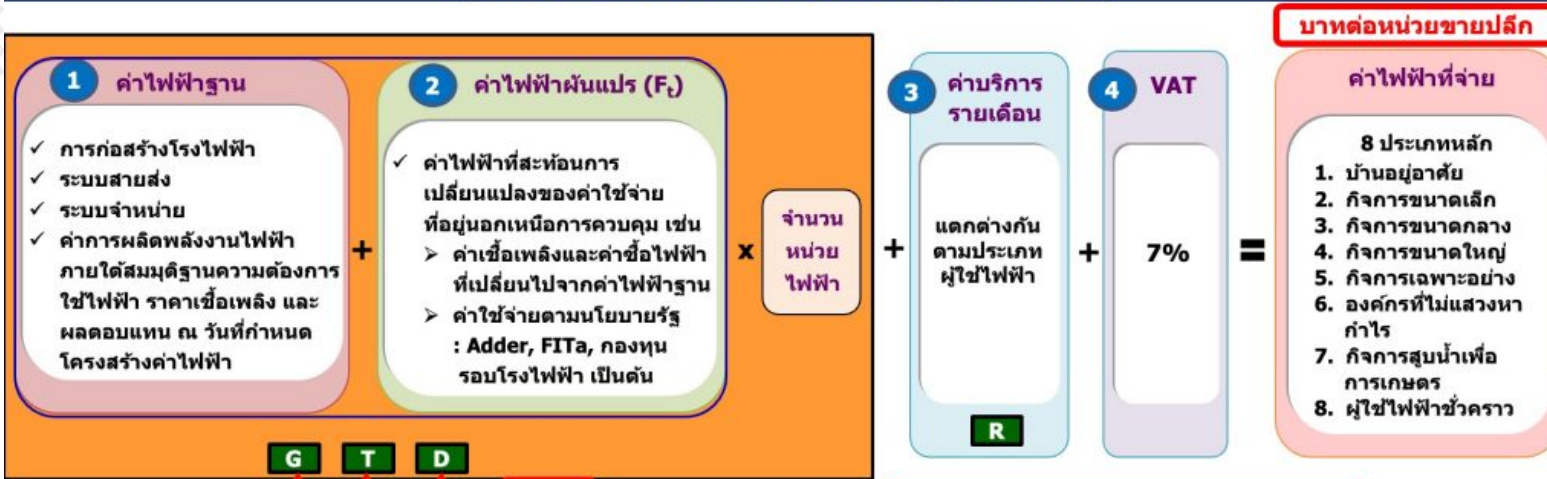 บาทต่อหน่วยขายปลีก
1 ค่าไฟฟ้าฐาน
✓ การก่อสร้างโรงไฟฟ้า
✓ ระบบสายส่ง
✓ ระบบจำหน่าย
✓ ค่าการผลิตพลังงานไฟฟ้า
ภายใต้สมมุติฐานความต้องการ
ใช้ไฟฟ้า ราคาเชื้อเพลิง และ
ผลตอบแทน ณ วันที่กำหนด
โครงสร้างค่าไฟฟ้า
+
2 ค่าไฟฟ้าผันแปร (Ft)
✓ ค่าไฟฟ้าที่สะท้อนการ
เปลี่ยนแปลงของค่าใช้จ่าย
ที่อยู่นอกเหนือการควบคุม เช่น
➢ ค่าเชื้อเพลิงและค่าซื้อไฟฟ้า
ที่เปลี่ยนไปจากค่าไฟฟ้าฐาน
➢ ค่าใช้จ่ายตามนโยบายรัฐ
: Adder, FITa, กองทุน
รอบโรงไฟฟ้า เป็นต้น
x
จำนวน
หน่วย
ไฟฟ้า
+
3 ค่าบริการ
รายเดือน
แตกต่างกัน
ตามประเภท
ผู้ใช้ไฟฟ้า
R
+
4 VAT
7%
=
ค่าไฟฟ้าที่จ่าย
8 ประเภทหลัก
1. บ้านอยู่อาศัย
2. กิจการขนาดเล็ก
3. กิจการขนาดกลาง
4. กิจการขนาดใหญ่
5. กิจการเฉพาะอย่าง
6. องค์กรที่ไม่แสวงหา
กำไร
7. กิจการสูบน้ำเพื่อ
การเกษตร
8. ผู้ใช้ไฟฟ้าชั่วคราว
G T D